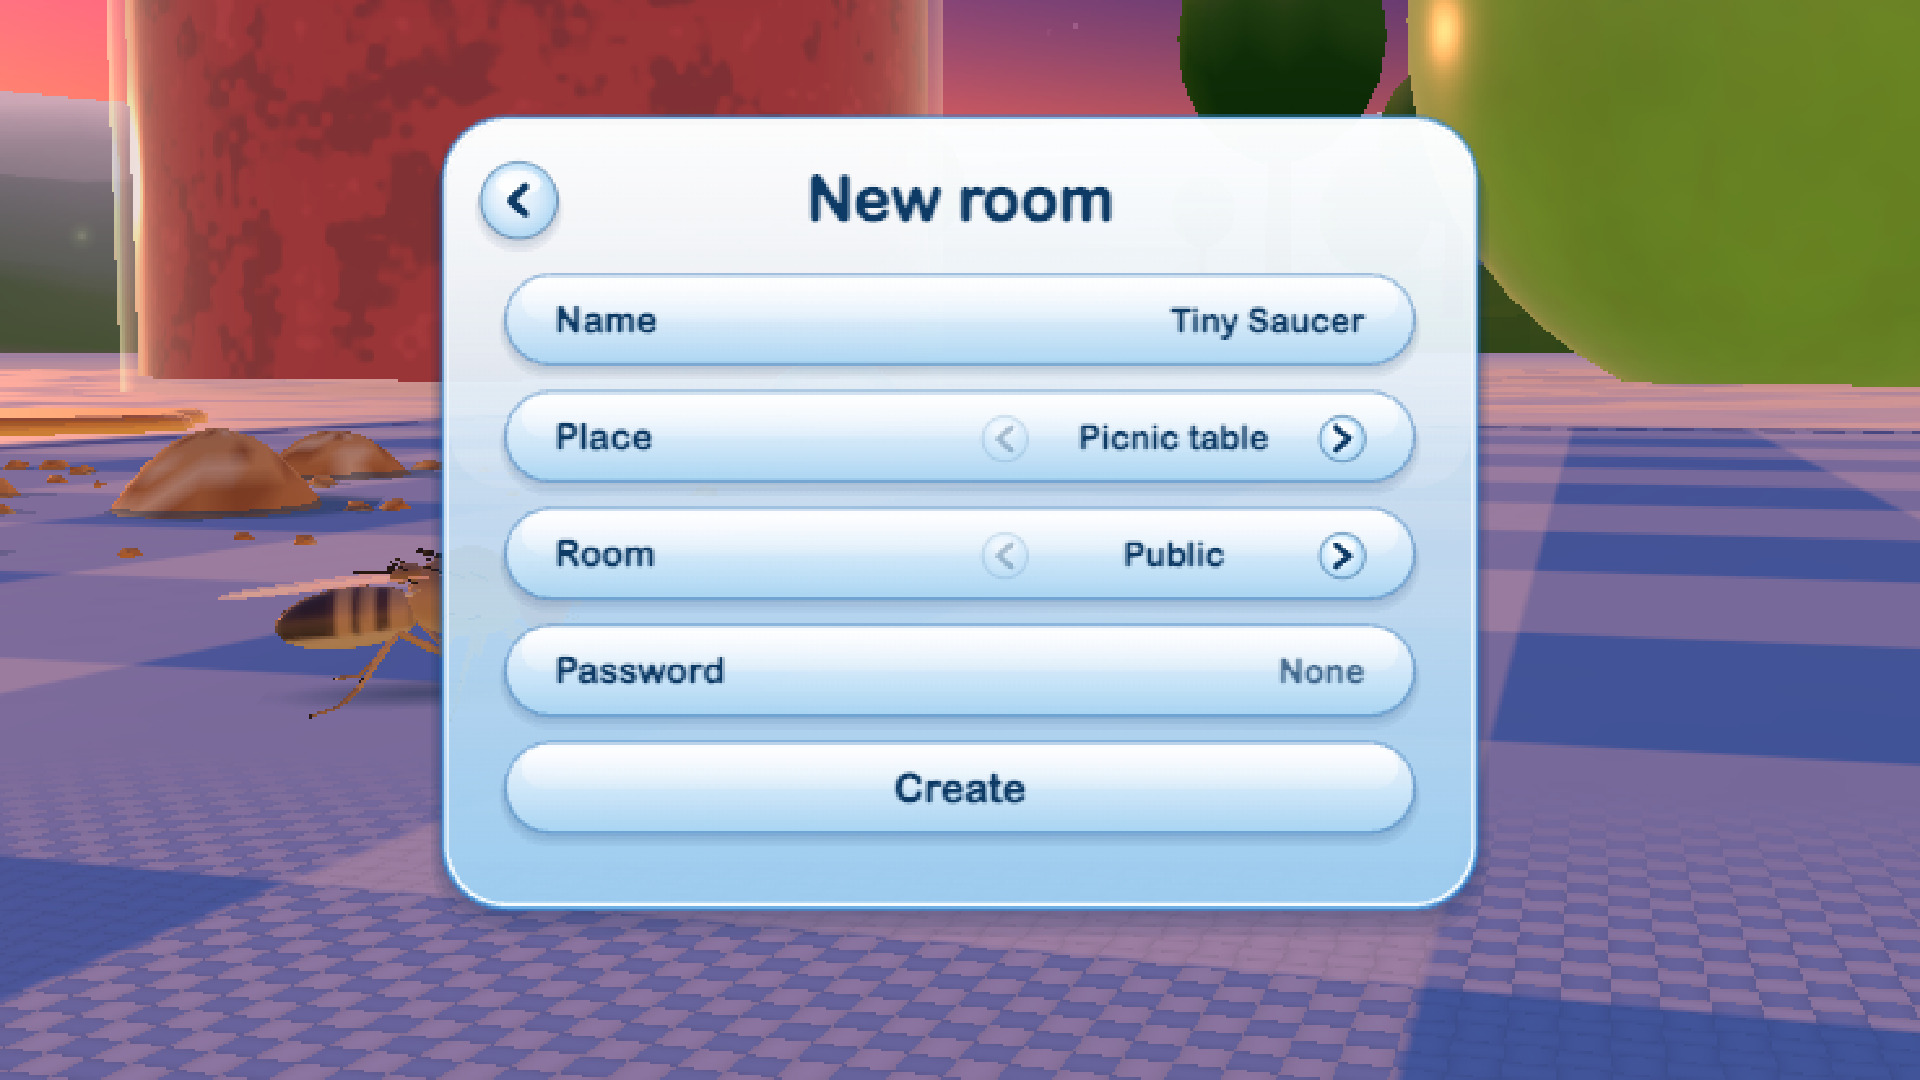 New room
Name Tiny Saucer
Place Picnic table
Room Public
Password None
Create